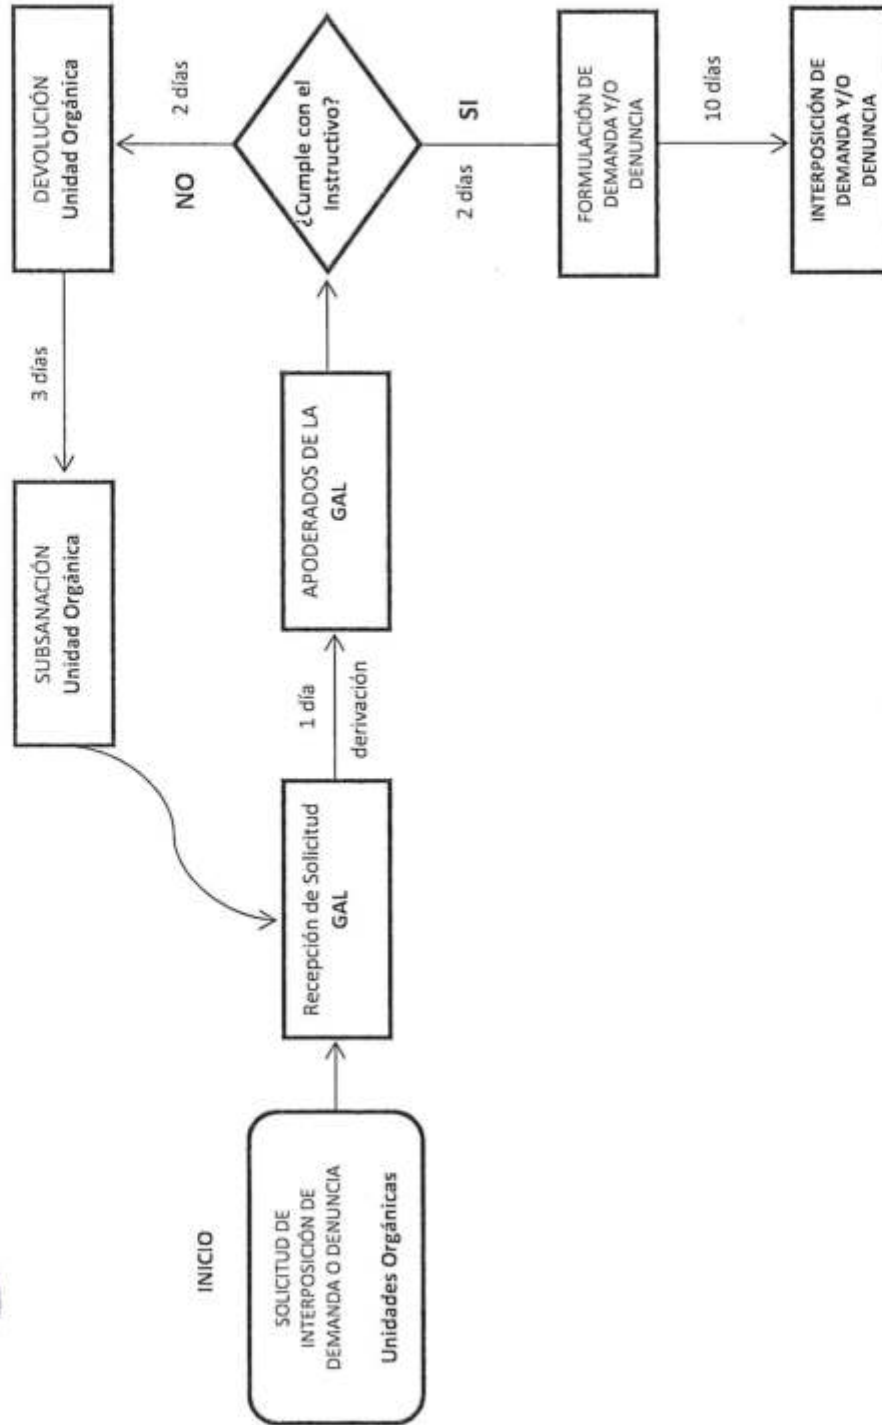 INICIO
SOLICITUD DE
INTERPOSICIÓN DE
DEMANDA O DENUNCIA
Unidades Orgánicas
Recepción de Solicitud
GAL
1 día
derivación
APODERADOS DE LA
GAL
¿Cumple con el
Instructivo?
NO
2 días
DEVOLUCIÓN
Unidad Orgánica
3 días
SUBSANACIÓN
Unidad Orgánica
SI
2 días
FORMULACIÓN DE
DEMANDA Y/O
DENUNCIA
10 días
INTERPOSICIÓN DE
DEMANDA Y/O
DENUNCIA